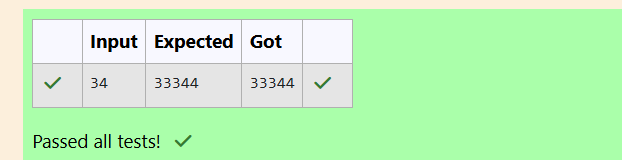 Input Expected Got
34 33344 33344
Passed all tests!